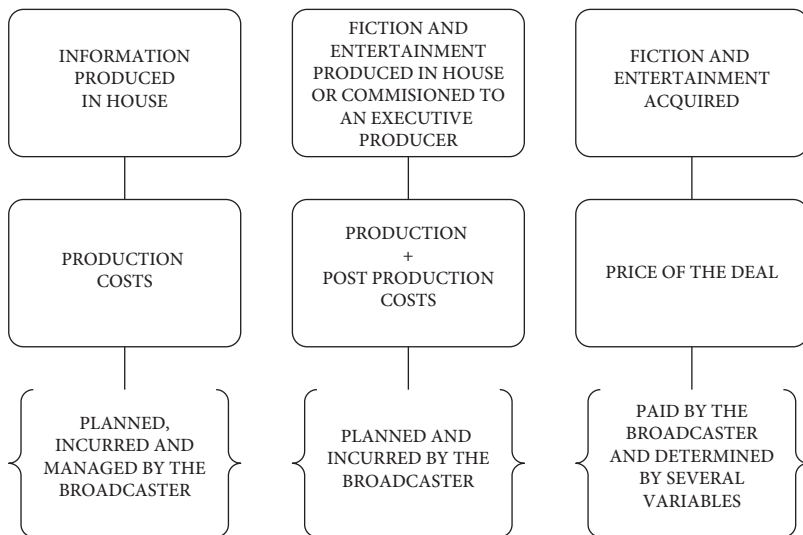 INFORMATION
PRODUCED
IN HOUSE
FICTION AND
ENTERTAINMENT
PRODUCED IN HOUSE
OR COMMISIONED TO
AN EXECUTIVE
PRODUCER
FICTION AND
ENTERTAINMENT
ACQUIRED
PRODUCTION
COSTS
PRODUCTION
+
POST PRODUCTION
COSTS
PRICE OF THE DEAL
PLANNED,
INCURRED AND
MANAGED BY THE
BROADCASTER
PLANNED AND
INCURRED BY THE
BROADCASTER
PAID BY THE
BROADCASTER
AND DETERMINED
BY SEVERAL
VARIABLES